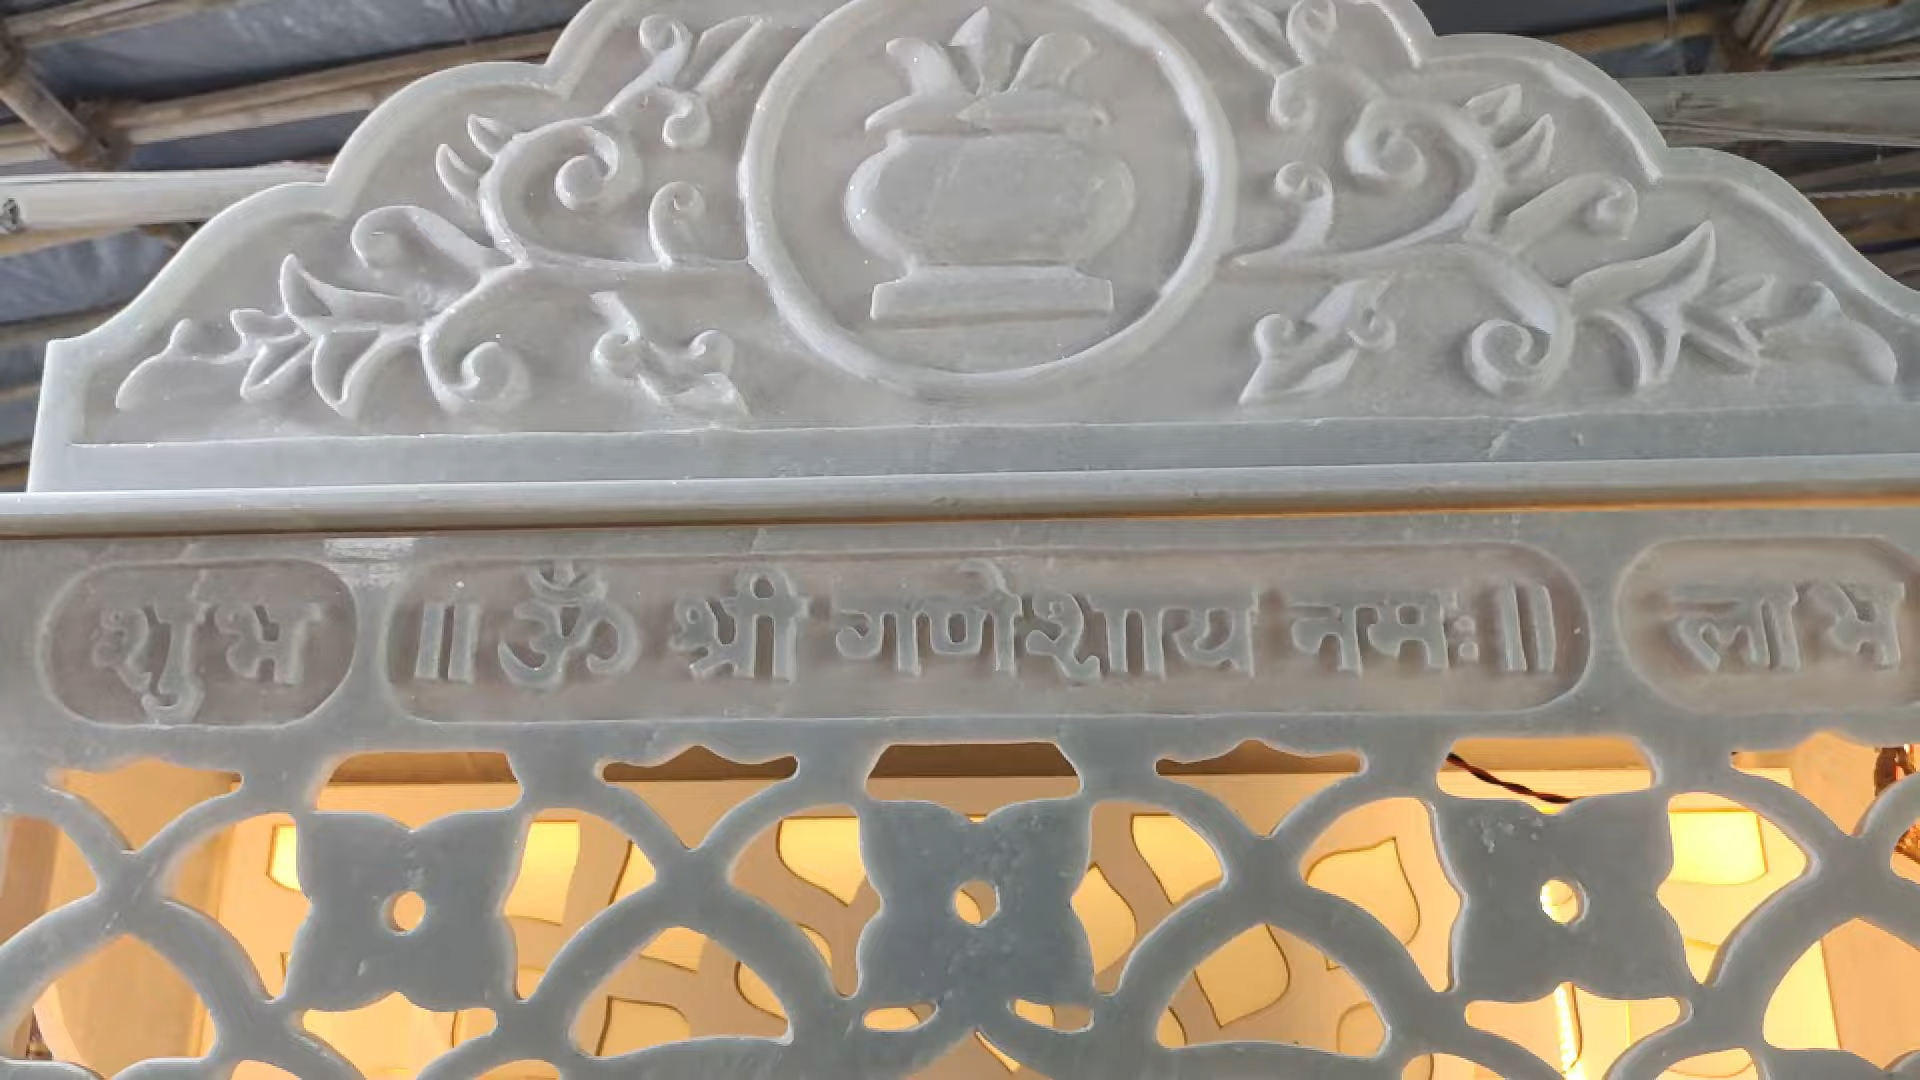 शुभ ॥ ॐ श्री गणेशाय नमः ॥ लाभ